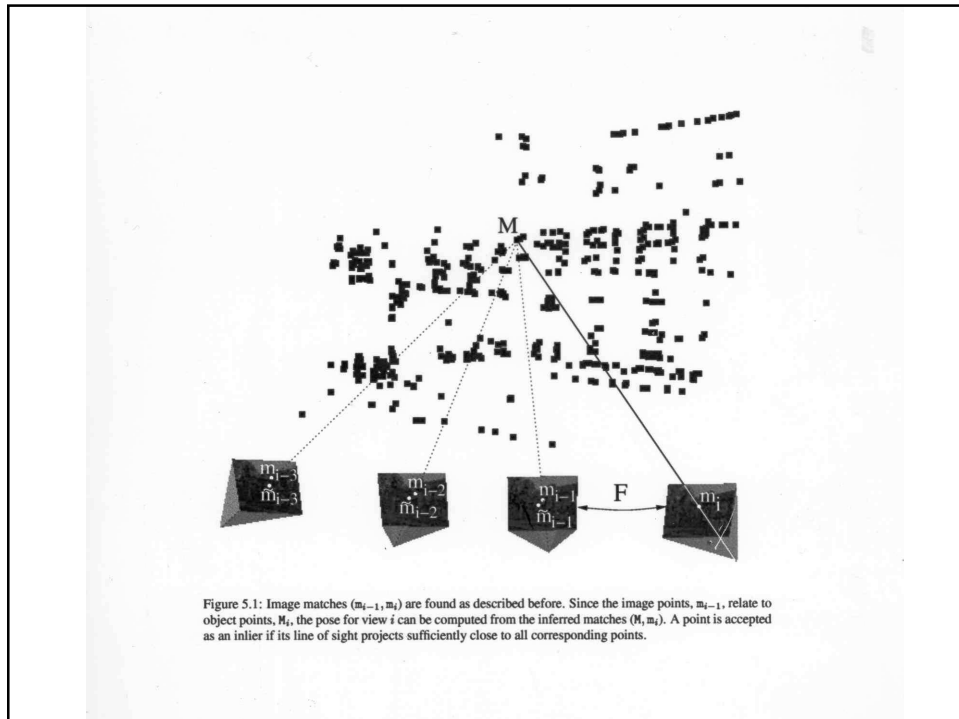 M
m_{i-3}
m̃_{i-3}
m_{i-2}
m̃_{i-2}
m_{i-1}
m̃_{i-1}
F
m_i
Figure 5.1: Image matches (m_{i-1}, m_i) are found as described before. Since the image points, m_{i-1}, relate to
object points, M_i, the pose for view i can be computed from the inferred matches (M, m_i). A point is accepted
as an inlier if its line of sight projects sufficiently close to all corresponding points.